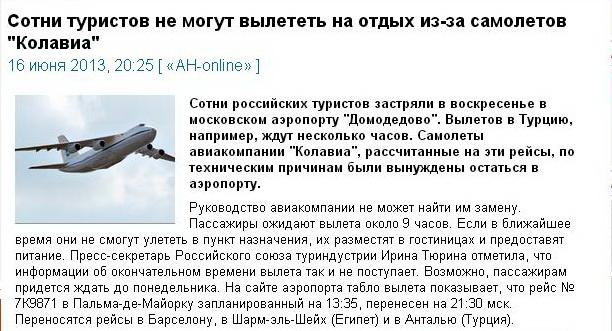 Сотни туристов не могут вылететь на отдых из-за самолетов
"Колавиа"
16 июня 2013, 20:25 [ «АН-online» ]
Сотни российских туристов застряли в воскресенье в
московском аэропорту "Домодедово". Вылетов в Турцию,
например, ждут несколько часов. Самолеты
авиакомпании "Колавиа", рассчитанные на эти рейсы, по
техническим причинам были вынуждены остаться в
аэропорту.
Руководство авиакомпании не может найти им замену.
Пассажиры ожидают вылета около 9 часов. Если в ближайшее
время они не смогут улететь в пункт назначения, их разместят в гостиницах и предоставят
питание. Пресс-секретарь Российского союза туриндустрии Ирина Тюрина отметила, что
информации об окончательном времени вылета так и не поступает. Возможно, пассажирам
придется ждать до понедельника. На сайте аэропорта табло вылета показывает, что рейс №
7К9871 в Пальма-де-Майорку запланированный на 13:35, перенесен на 21:30 мск.
Переносятся рейсы в Барселону, в Шарм-эль-Шейх (Египет) и в Анталью (Турция).